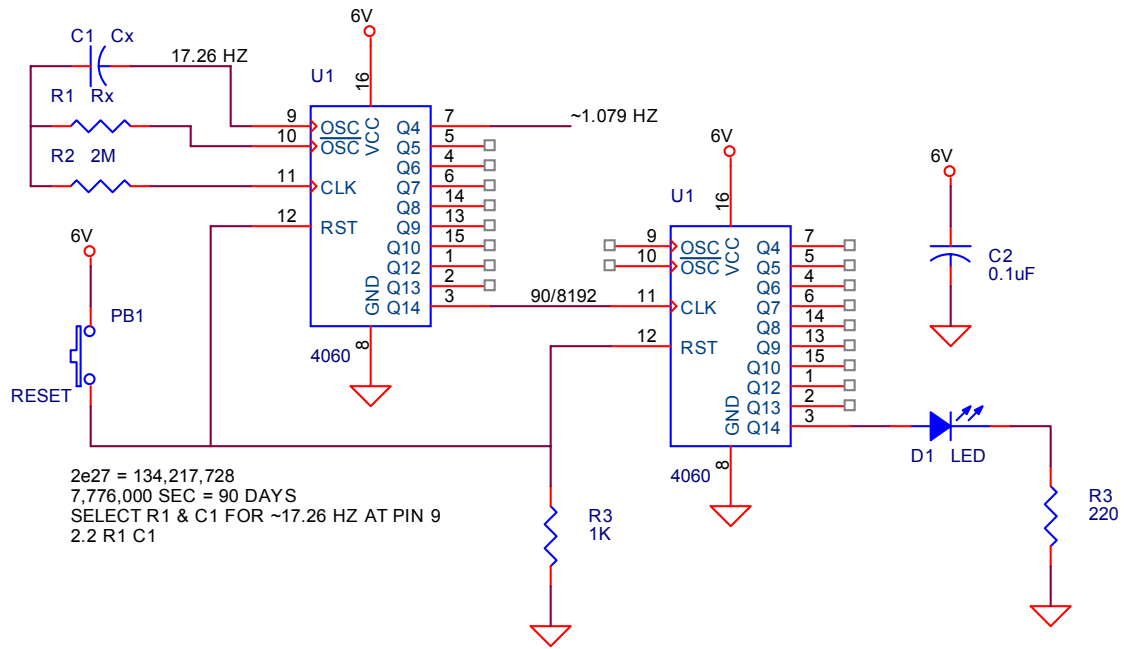 6V
C1 Cx
17.26 HZ
U1
16
R1 Rx
9
OSC
VCC
Q4
7
~1.079 HZ
10
OSC
Q5
5
R2 2M
Q6
4
11
CLK
Q7
6
Q8
14
12
RST
Q9
13
Q10
15
Q12
1
Q13
2
GND
Q14
3
4060
8
90/8192
6V
U1
16
9
OSC
VCC
Q4
7
10
OSC
Q5
5
Q6
4
11
CLK
Q7
6
Q8
14
12
RST
Q9
13
Q10
15
Q12
1
Q13
2
GND
Q14
3
4060
8
6V
C2
0.1uF
6V
PB1
RESET
D1 LED
2e27 = 134,217,728
7,776,000 SEC = 90 DAYS
SELECT R1 & C1 FOR ~17.26 HZ AT PIN 9
2.2 R1 C1
R3
1K
R3
220